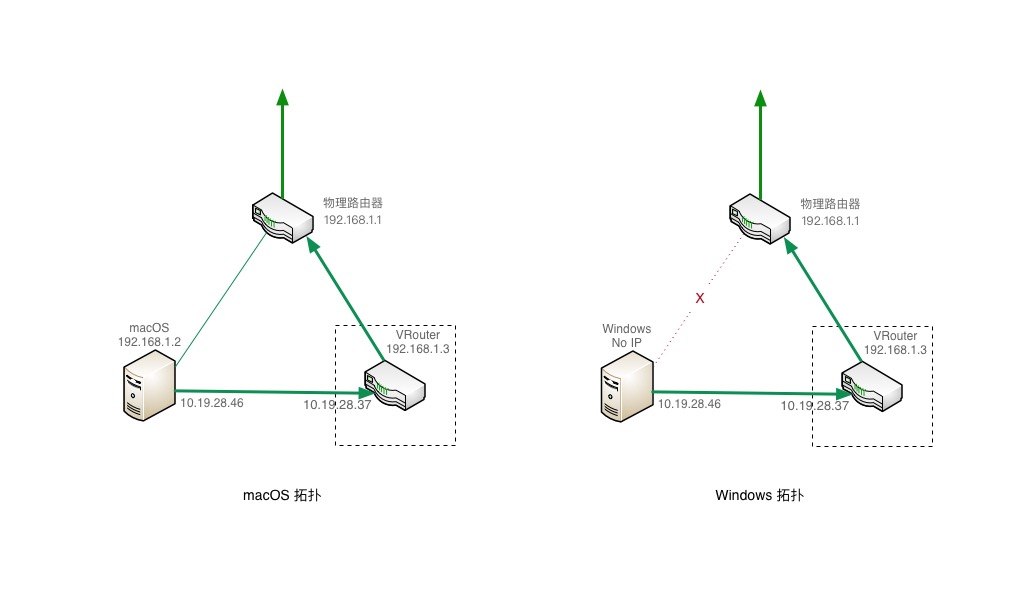 物理路由器
192.168.1.1
macOS
192.168.1.2
VRouter
192.168.1.3
10.19.28.46
10.19.28.37
macOS 拓扑
物理路由器
192.168.1.1
X
Windows
No IP
VRouter
192.168.1.3
10.19.28.46
10.19.28.37
Windows 拓扑